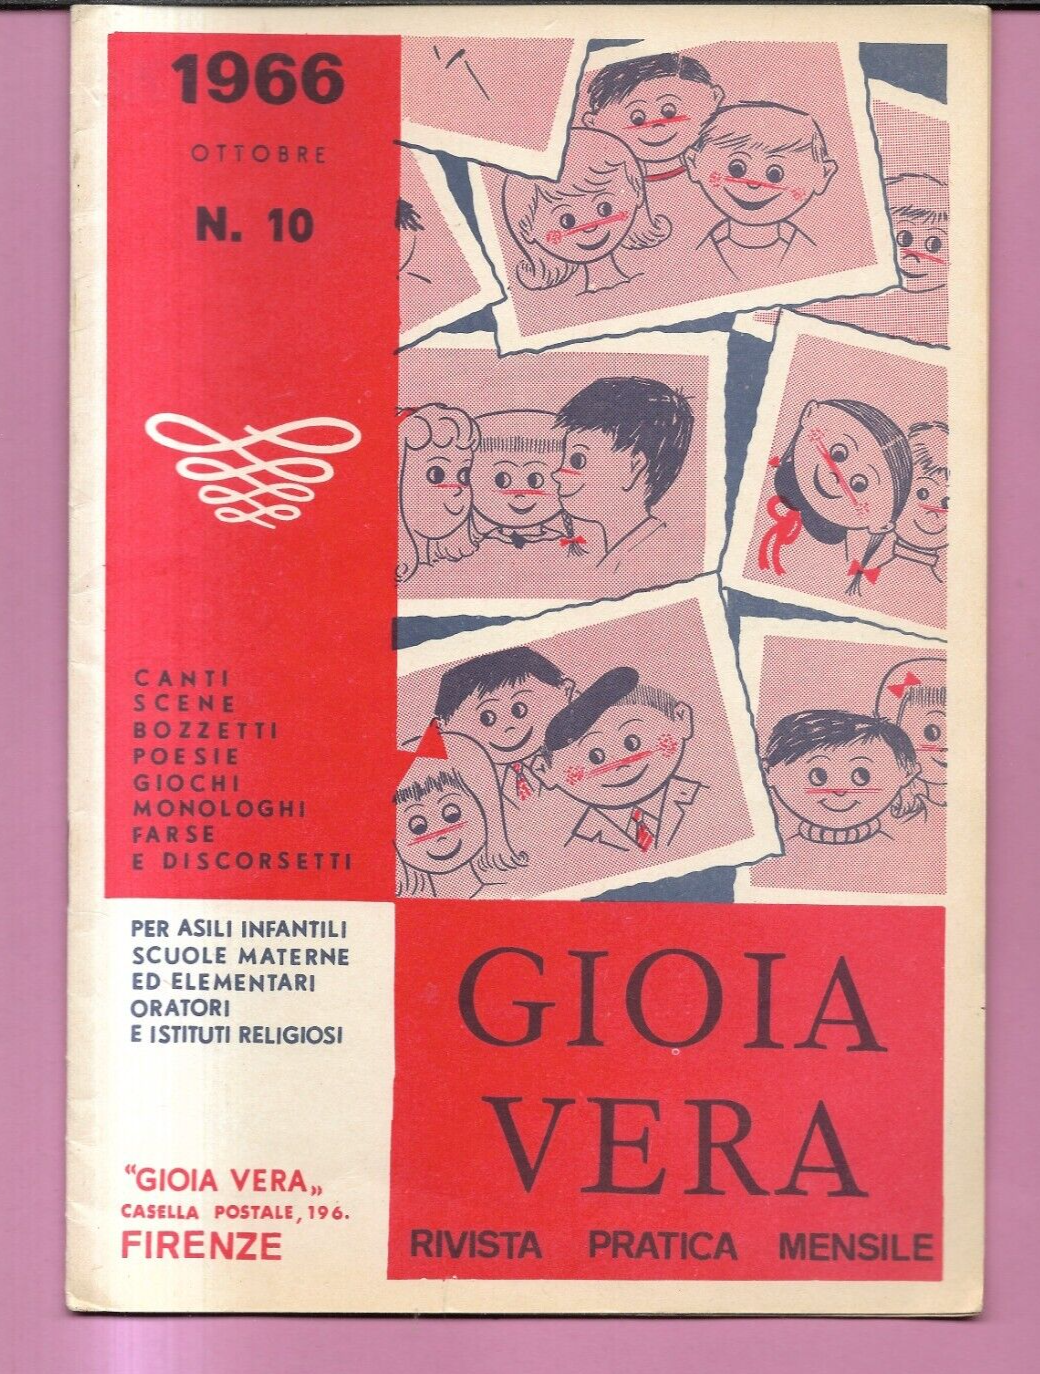 1966
OTTOBRE
N. 10
CANTI
SCENE
BOZZETTI
POESIE
GIOCHI
MONOLOGHI
FARSE
E DISCORSETTI
PER ASILI INFANTILI
SCUOLE MATERNE
ED ELEMENTARI
ORATORI
E ISTITUTI RELIGIOSI
“GIOIA VERA„
CASELLA POSTALE, 196.
FIRENZE
GIOIA
VERA
RIVISTA PRATICA MENSILE